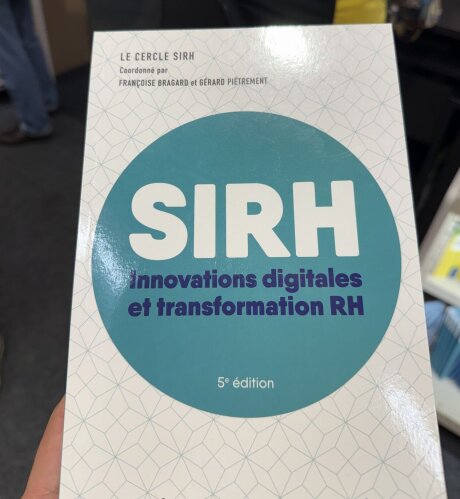 LE CERCLE SIRH
Coordonné par
FRANÇOISE BRAGARD et GÉRARD PIÉTREMENT
SIRH
Innovations digitales
et transformation RH
5e édition